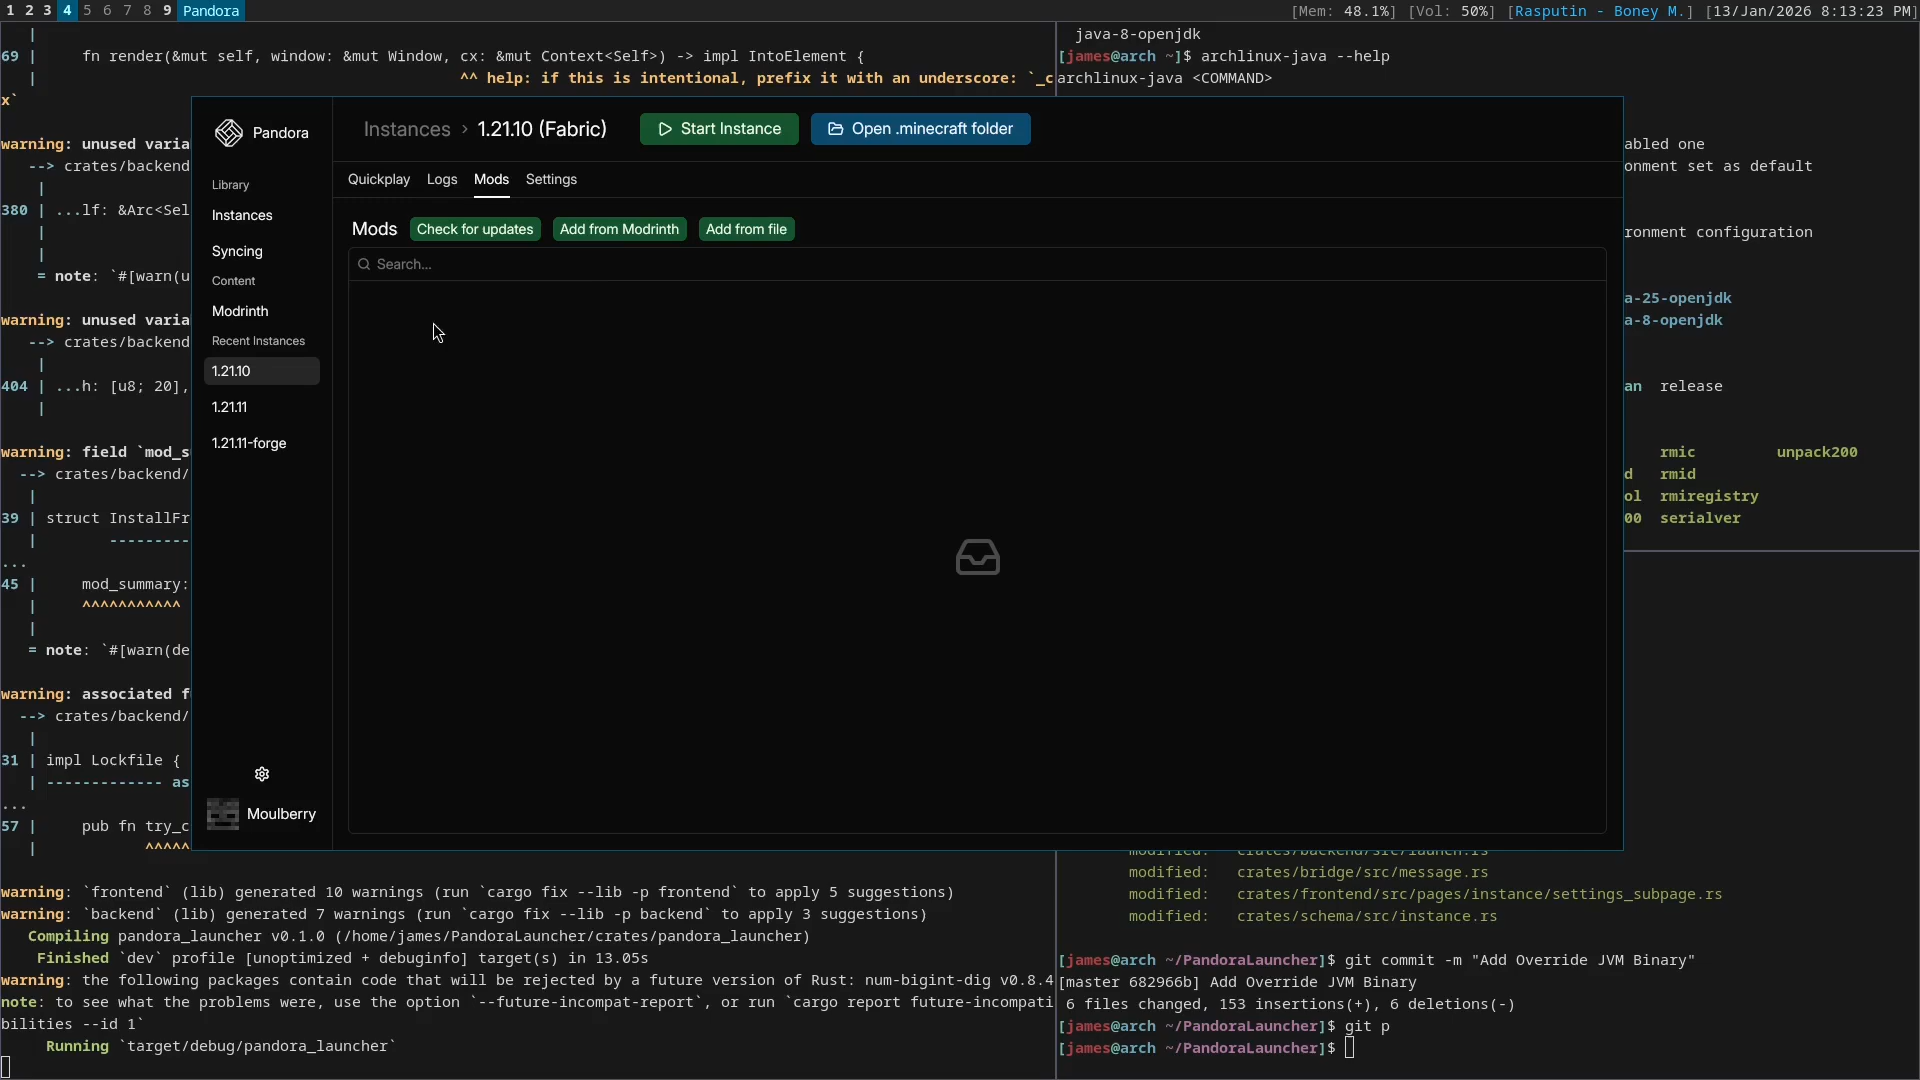 1 2 3 4 5 6 7 8 9 Pandora
[Mem: 48.1%] [Vol: 50%] [Rasputin - Boney M.] [13/Jan/2026 8:13:23 PM]
|
69 | fn render(&mut self, window: &mut Window, cx: &mut Context<Self>) -> impl IntoElement {
| ^^ help: if this is intentional, prefix it with an underscore: `_c
x`
warning: unused varia
--> crates/backend
|
380 | ...lf: &Arc<Sel
|
|
= note: `#[warn(u
warning: unused varia
--> crates/backend
|
404 | ...h: [u8; 20],
|
warning: field `mod_s
--> crates/backend/
|
39 | struct InstallFr
| ---------
...
45 | mod_summary:
| ^^^^^^^^^^^
|
= note: `#[warn(de
warning: associated f
--> crates/backend/
|
31 | impl Lockfile {
| ------------- as
...
57 | pub fn try_c
| ^^^^^
warning: `frontend` (lib) generated 10 warnings (run `cargo fix --lib -p frontend` to apply 5 suggestions)
warning: `backend` (lib) generated 7 warnings (run `cargo fix --lib -p backend` to apply 3 suggestions)
Compiling pandora_launcher v0.1.0 (/home/james/PandoraLauncher/crates/pandora_launcher)
Finished `dev` profile [unoptimized + debuginfo] target(s) in 13.05s
warning: the following packages contain code that will be rejected by a future version of Rust: num-bigint-dig v0.8.4
note: to see what the problems were, use the option `--future-incompat-report`, or run `cargo report future-incompati
bilities --id 1`
Running `target/debug/pandora_launcher`
Pandora
Library
Instances
Syncing
Content
Modrinth
Recent Instances
1.21.10
1.21.11
1.21.11-forge
Moulberry
Instances › 1.21.10 (Fabric)
Start Instance
Open .minecraft folder
Quickplay Logs Mods Settings
Mods
Check for updates
Add from Modrinth
Add from file
Search...
java-8-openjdk
[james@arch ~]$ archlinux-java --help
archlinux-java <COMMAND>
abled one
onment set as default
ronment configuration
a-25-openjdk
a-8-openjdk
an release
rmic unpack200
d rmid
ol rmiregistry
00 serialver
modified: crates/backend/src/launch.rs
modified: crates/bridge/src/message.rs
modified: crates/frontend/src/pages/instance/settings_subpage.rs
modified: crates/schema/src/instance.rs
[james@arch ~/PandoraLauncher]$ git commit -m "Add Override JVM Binary"
[master 682966b] Add Override JVM Binary
6 files changed, 153 insertions(+), 6 deletions(-)
[james@arch ~/PandoraLauncher]$ git p
[james@arch ~/PandoraLauncher]$